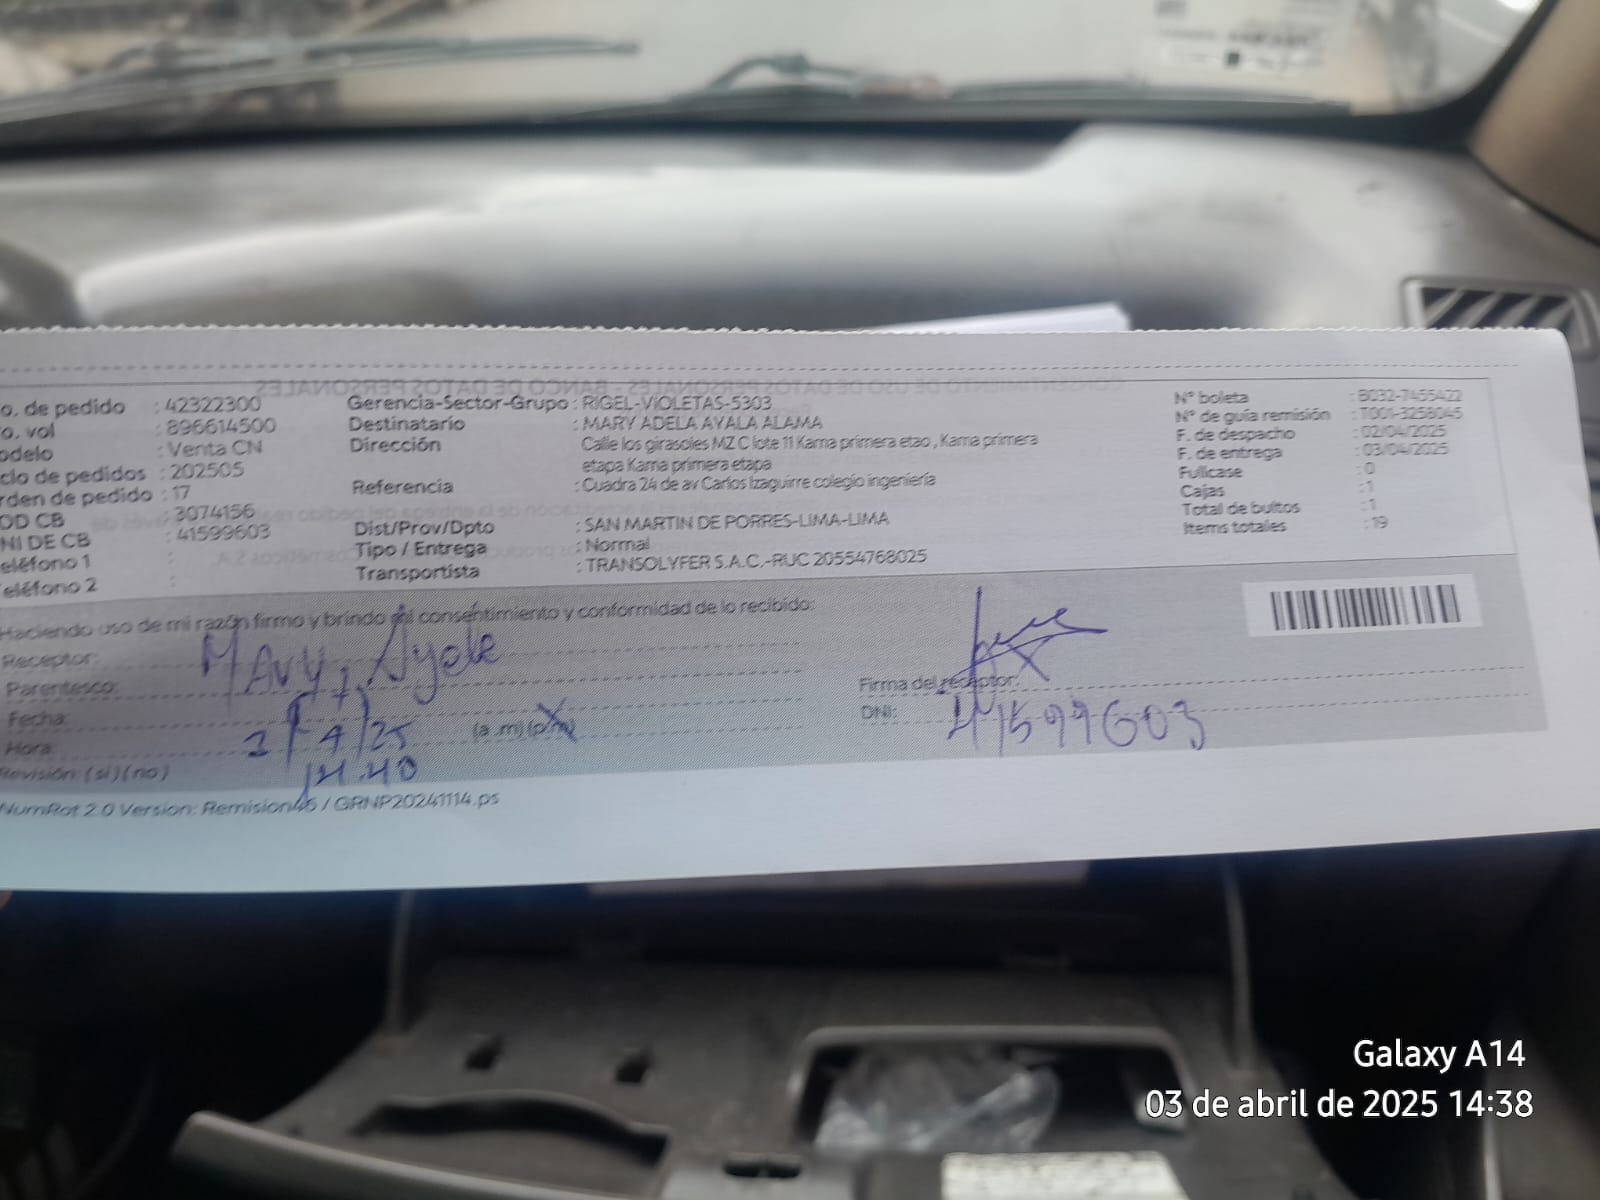 o. de pedido : 42322300
o. vol : 896614500
odelo : Venta CN
clo de pedidos : 202505
rden de pedido : 17
OD CB : 3074156
NI DE CB : 41599603
eléfono 1 :
eléfono 2 :
Gerencia-Sector-Grupo : RIGEL-VIOLETAS-5303
Destinatario : MARY ADELA AYALA ALAMA
Dirección : Calle los girasoles MZ C lote 11 Kama primera etao , Kama primera
etapa Kama primera etapa
Referencia : Cuadra 24 de av Carlos Izaguirre colegio ingeniería
Dist/Prov/Dpto : SAN MARTIN DE PORRES-LIMA-LIMA
Tipo / Entrega : Normal
Transportista : TRANSOLYFER S.A.C.-RUC 20554768025
N° boleta : B032-7455422
N° de guía remisión : T001-3258045
F. de despacho : 02/04/2025
F. de entrega : 03/04/2025
Fullcase : 0
Cajas : 1
Total de bultos : 1
Items totales : 19
Haciendo uso de mi razón firmo y brindo mi consentimiento y conformidad de lo recibido:
Receptor: Mary Ayala
Parentesco:
Fecha: /4/25 (a.m)(p.m)
Hora: 14:40
Revisión: (si) (no)
Firma del receptor:
DNI: 41599603
NumRot 2.0 Version: Remision45 / GRNP20241114.ps
Galaxy A14
03 de abril de 2025 14:38